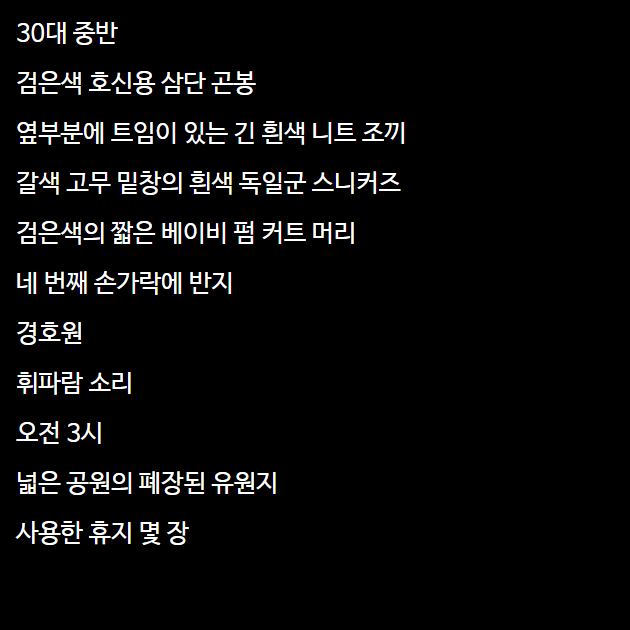 30대 중반
검은색 호신용 삼단 곤봉
옆부분에 트임이 있는 긴 흰색 니트 조끼
갈색 고무 밑창의 흰색 독일군 스니커즈
검은색의 짧은 베이비 펌 커트 머리
네 번째 손가락에 반지
경호원
휘파람 소리
오전 3시
넓은 공원의 폐장된 유원지
사용한 휴지 몇 장